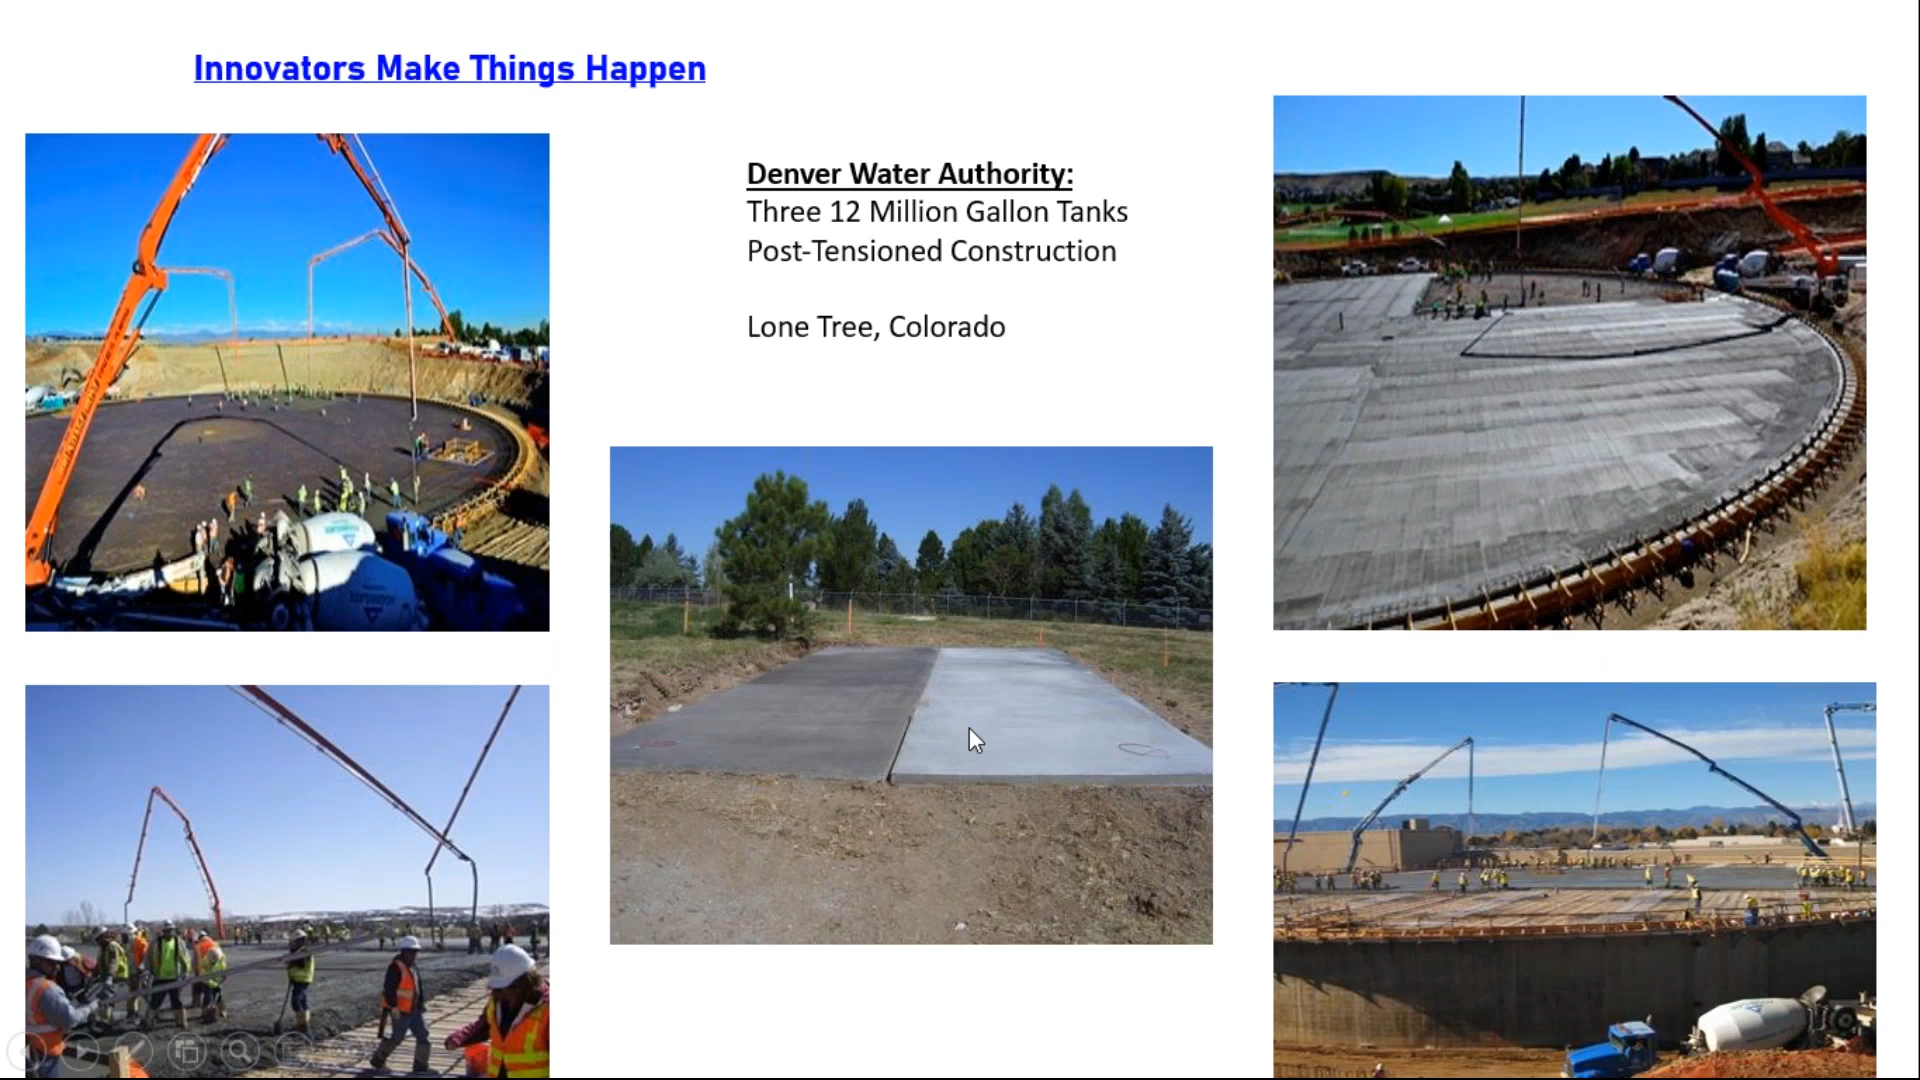 Innovators Make Things Happen
Denver Water Authority:
Three 12 Million Gallon Tanks
Post-Tensioned Construction
Lone Tree, Colorado